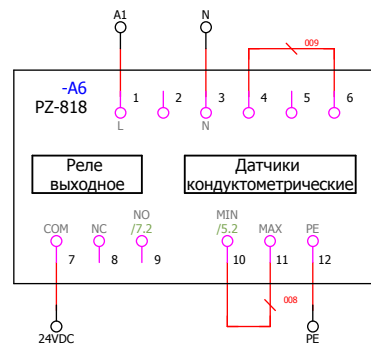 A1 N
009
-A6
PZ-818
1 2 3 4 5 6
L N
Реле
выходное
Датчики
кондуктометрические
COM NC NO
/7.2
MIN
/5.2
MAX PE
7 8 9 10 11 12
008
24VDC PE